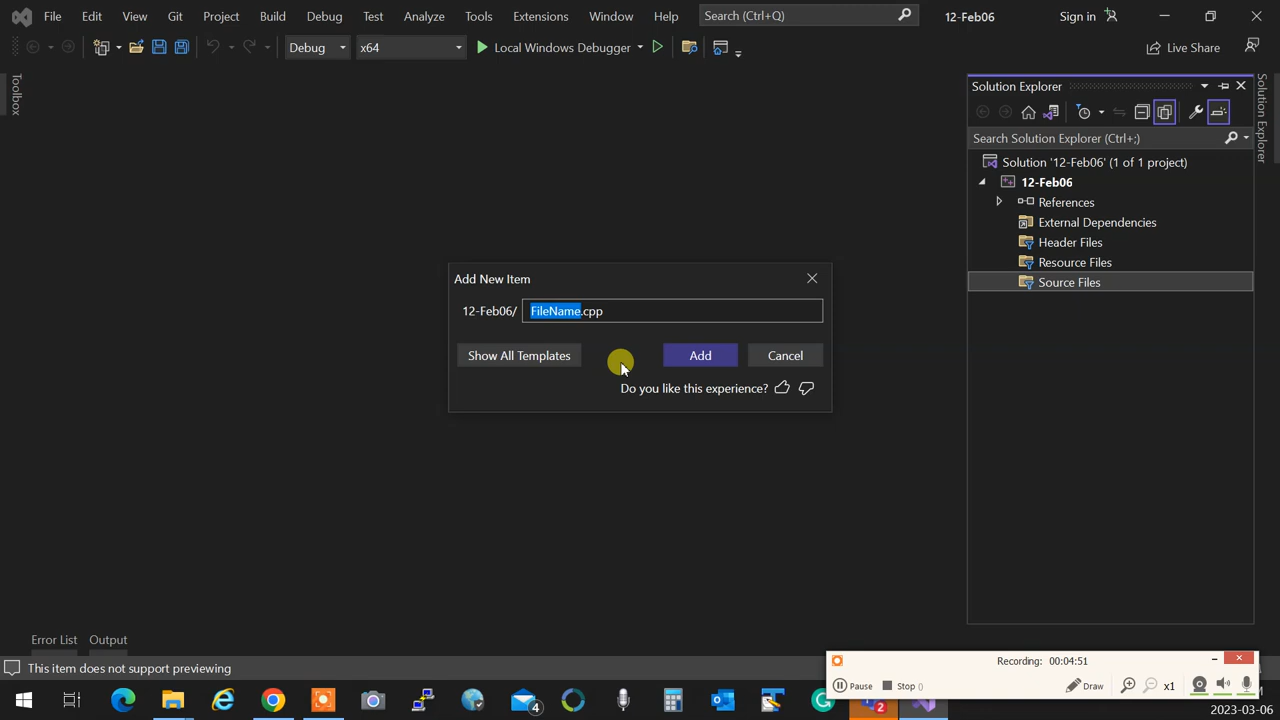 File Edit View Git Project Build Debug Test Analyze Tools Extensions Window Help Search (Ctrl+Q) 12-Feb06 Sign in
Debug x64 Local Windows Debugger Live Share
Toolbox
Solution Explorer
Solution Explorer
Search Solution Explorer (Ctrl+;)
Solution '12-Feb06' (1 of 1 project)
12-Feb06
References
External Dependencies
Header Files
Resource Files
Source Files
Add New Item
12-Feb06/ FileName.cpp
Show All Templates Add Cancel
Do you like this experience?
Error List Output
This item does not support previewing
Recording: 00:04:51
Pause Stop () Draw x1
4
2
2023-03-06